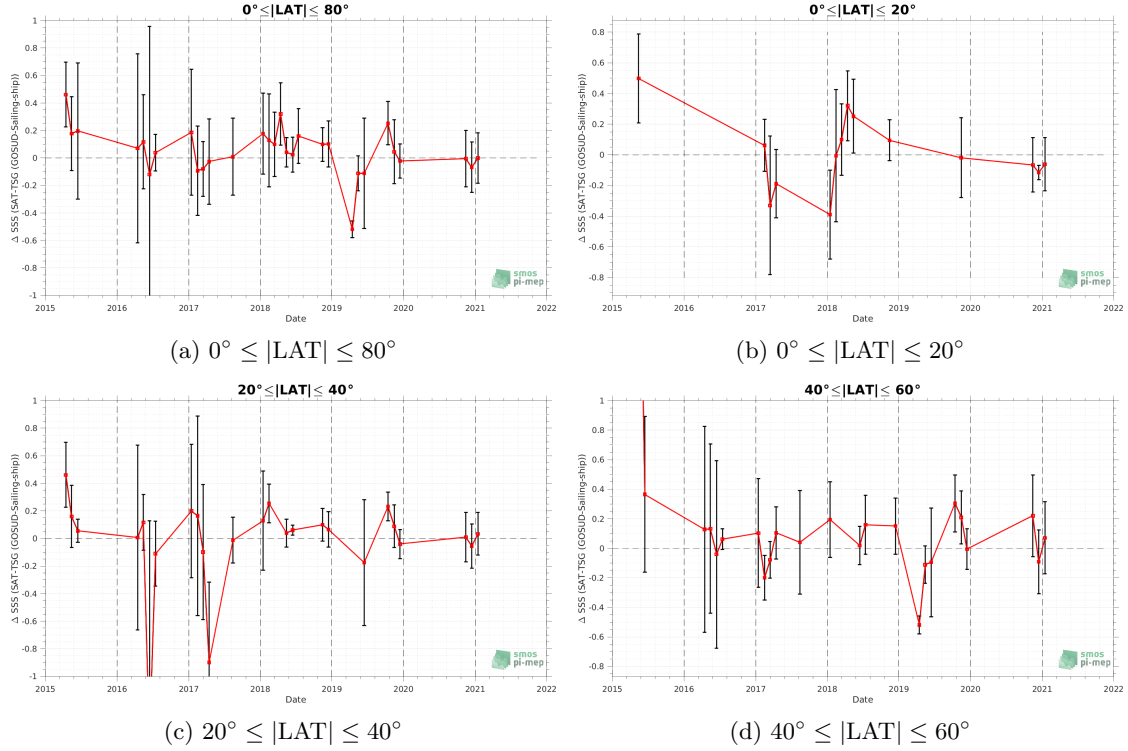 0°≤|LAT|≤ 80°
Δ SSS (SAT-TSG (GOSUD-Sailing-ship))
1
0.8
0.6
0.4
0.2
0
-0.2
-0.4
-0.6
-0.8
-1
2015 2016 2017 2018 2019 2020 2021 2022
Date
smos
pi-mep
(a) 0° ≤ |LAT| ≤ 80°
0°≤|LAT|≤ 20°
Δ SSS (SAT-TSG (GOSUD-Sailing-ship))
0.8
0.6
0.4
0.2
0
-0.2
-0.4
-0.6
-0.8
2015 2016 2017 2018 2019 2020 2021 2022
Date
smos
pi-mep
(b) 0° ≤ |LAT| ≤ 20°
20°≤|LAT|≤ 40°
Δ SSS (SAT-TSG (GOSUD-Sailing-ship))
1
0.8
0.6
0.4
0.2
0
-0.2
-0.4
-0.6
-0.8
-1
2015 2016 2017 2018 2019 2020 2021 2022
Date
smos
pi-mep
(c) 20° ≤ |LAT| ≤ 40°
40°≤|LAT|≤ 60°
Δ SSS (SAT-TSG (GOSUD-Sailing-ship))
1
0.8
0.6
0.4
0.2
0
-0.2
-0.4
-0.6
-0.8
2015 2016 2017 2018 2019 2020 2021 2022
Date
smos
pi-mep
(d) 40° ≤ |LAT| ≤ 60°